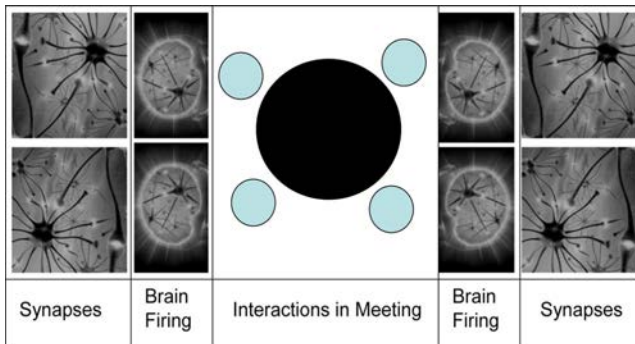 Synapses
Brain
Firing
Interactions in Meeting
Brain
Firing
Synapses